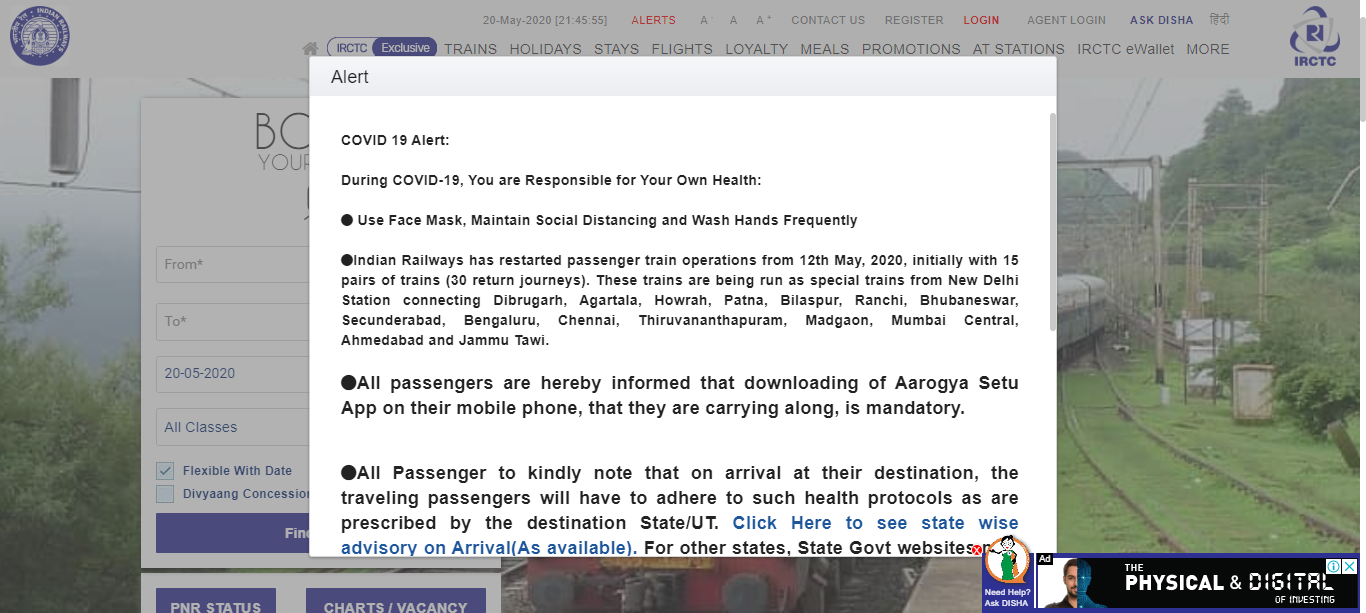 INDIAN RAILWAYS
20-May-2020 [21:45:55] ALERTS A- A A+ CONTACT US REGISTER LOGIN AGENT LOGIN ASK DISHA हिंदी
IRCTC Exclusive TRAINS HOLIDAYS STAYS FLIGHTS LOYALTY MEALS PROMOTIONS AT STATIONS IRCTC eWallet MORE
IRCTC
Alert
BO
YOUR
From*
To*
20-05-2020
All Classes
Flexible With Date
Divyaang Concession
Find
PNR STATUS
CHARTS / VACANCY
COVID 19 Alert:
During COVID-19, You are Responsible for Your Own Health:
● Use Face Mask, Maintain Social Distancing and Wash Hands Frequently
●Indian Railways has restarted passenger train operations from 12th May, 2020, initially with 15
pairs of trains (30 return journeys). These trains are being run as special trains from New Delhi
Station connecting Dibrugarh, Agartala, Howrah, Patna, Bilaspur, Ranchi, Bhubaneswar,
Secunderabad, Bengaluru, Chennai, Thiruvananthapuram, Madgaon, Mumbai Central,
Ahmedabad and Jammu Tawi.
●All passengers are hereby informed that downloading of Aarogya Setu
App on their mobile phone, that they are carrying along, is mandatory.
●All Passenger to kindly note that on arrival at their destination, the
traveling passengers will have to adhere to such health protocols as are
prescribed by the destination State/UT. Click Here to see state wise
advisory on Arrival(As available). For other states, State Govt websites
Need Help?
Ask DISHA
Ad
THE
PHYSICAL & DIGITAL
OF INVESTING